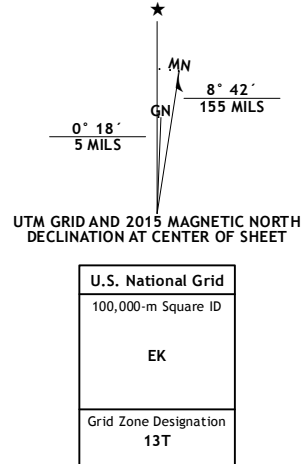 ★
MN
GN
8° 42´
155 MILS
0° 18´
5 MILS
UTM GRID AND 2015 MAGNETIC NORTH
DECLINATION AT CENTER OF SHEET
U.S. National Grid
100,000-m Square ID
EK
Grid Zone Designation
13T